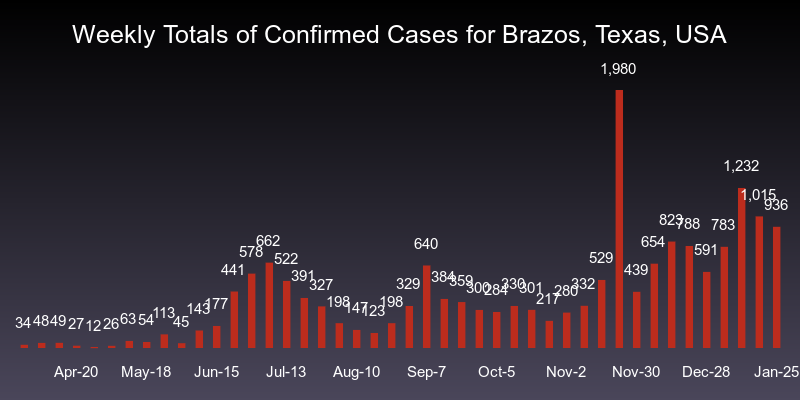 Weekly Totals of Confirmed Cases for Brazos, Texas, USA
34 48 49 27 12 26 63 54 113 45 143 177 441 578 662 522 391 327 198 147 123 198 329 640 384 359 300 284 330 301 217 280 332 529 1,980 439 654 823 788 591 783 1,232 1,015 936
Apr-20 May-18 Jun-15 Jul-13 Aug-10 Sep-7 Oct-5 Nov-2 Nov-30 Dec-28 Jan-25